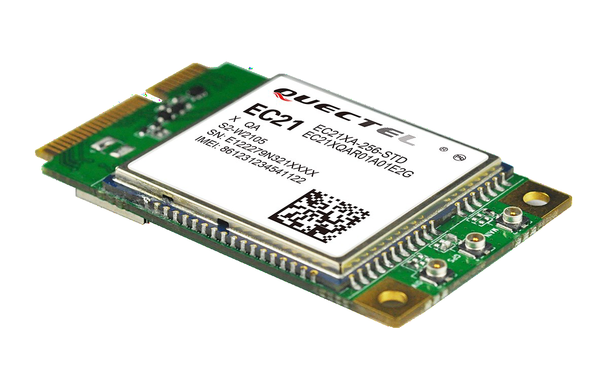 QUECTEL
EC21
EC21XA-256-STD
X QA
EC21XQAR01A01E2G
S2-W2105
SN: E122279N321XXXX
IMEI: 861231234541122